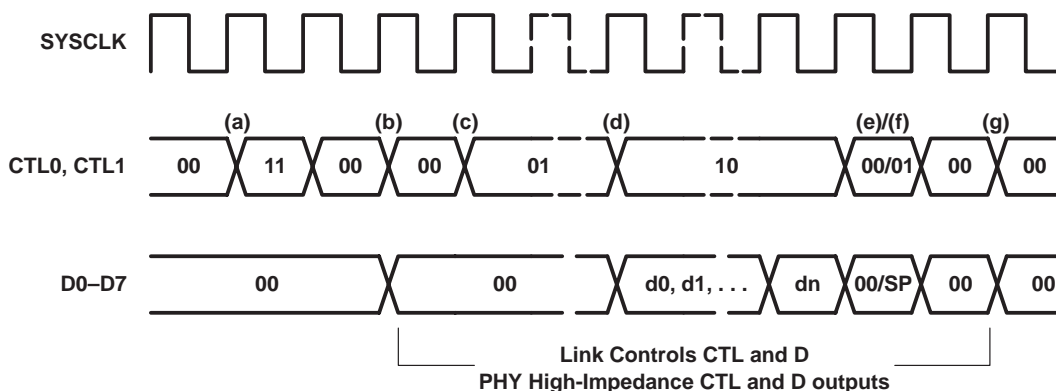 SYSCLK
(a) (b) (c) (d) (e)/(f) (g)
CTL0, CTL1 00 11 00 00 01 10 00/01 00 00
D0–D7 00 00 d0, d1, . . . dn 00/SP 00 00
Link Controls CTL and D
PHY High-Impedance CTL and D outputs